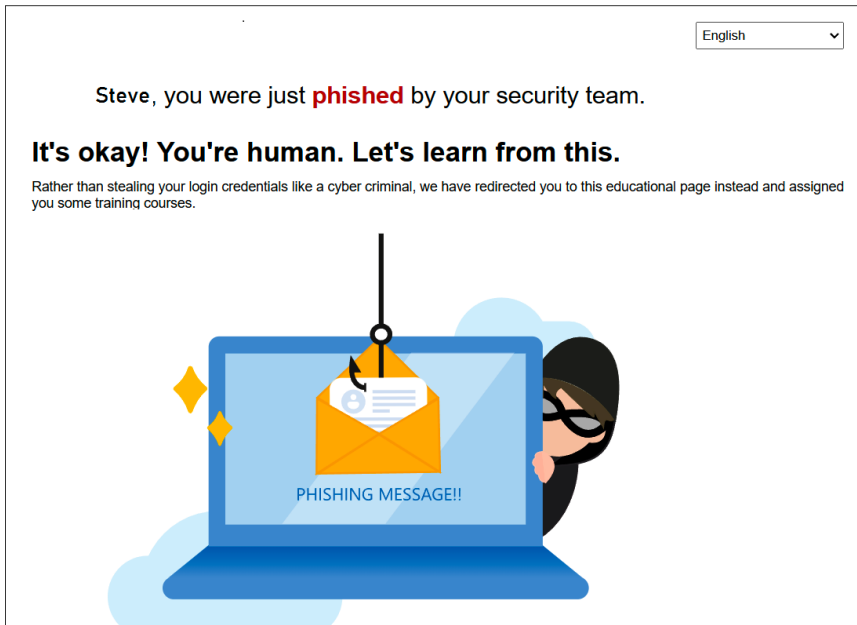 English
Steve, you were just phished by your security team.
It's okay! You're human. Let's learn from this.
Rather than stealing your login credentials like a cyber criminal, we have redirected you to this educational page instead and assigned
you some training courses.
PHISHING MESSAGE!!